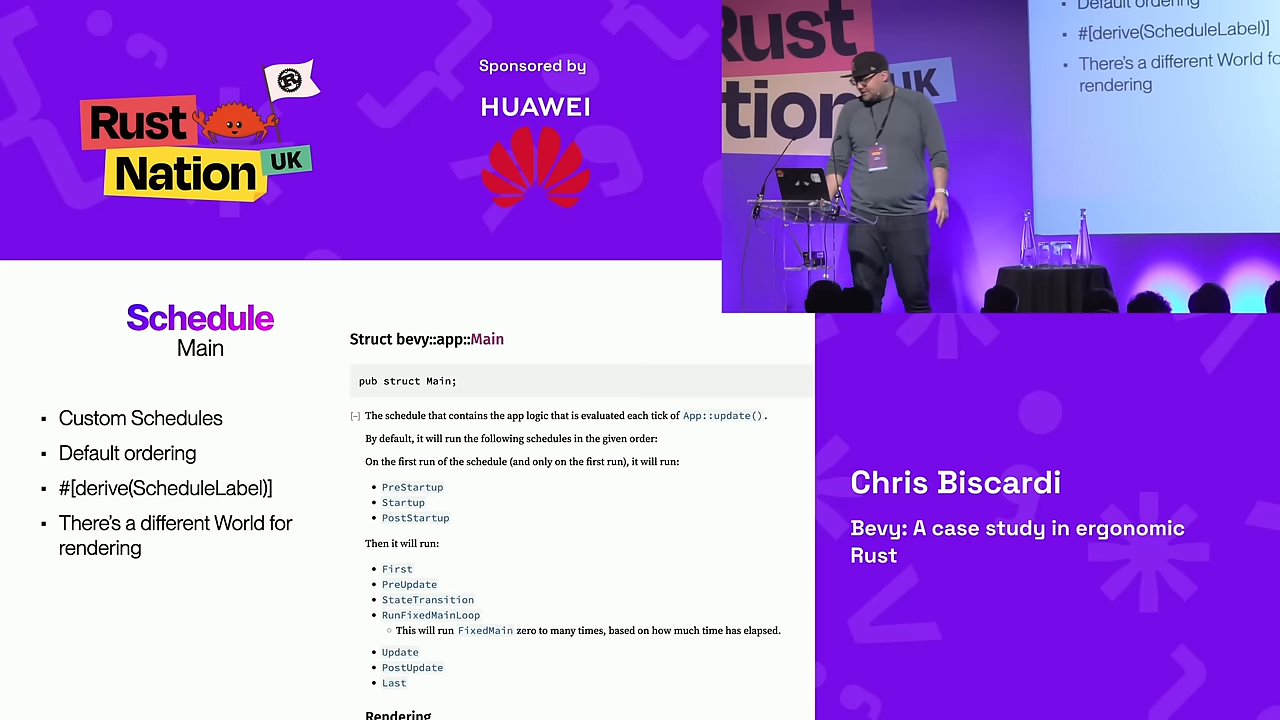 Rust
Nation
UK
Sponsored by
HUAWEI
Rust
UK
Default ordering
#[derive(ScheduleLabel)]
There's a different World
rendering
Schedule
Main
▪ Custom Schedules
▪ Default ordering
▪ #[derive(ScheduleLabel)]
▪ There's a different World for
rendering
Struct bevy::app::Main
pub struct Main;
[−] The schedule that contains the app logic that is evaluated each tick of App::update().
By default, it will run the following schedules in the given order:
On the first run of the schedule (and only on the first run), it will run:
• PreStartup
• Startup
• PostStartup
Then it will run:
• First
• PreUpdate
• StateTransition
• RunFixedMainLoop
◦ This will run FixedMain zero to many times, based on how much time has elapsed.
• Update
• PostUpdate
• Last
Rendering
Chris Biscardi
Bevy: A case study in ergonomic
Rust